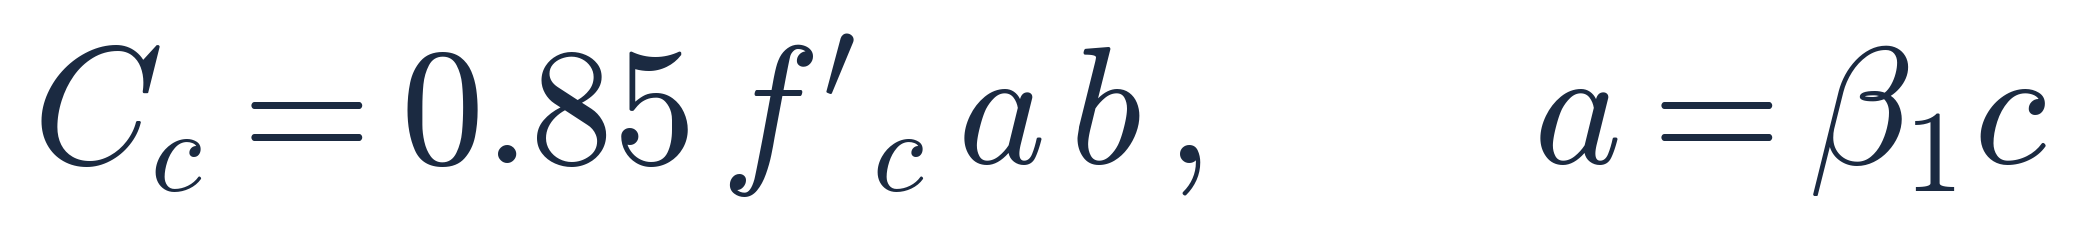 C_c = 0.85 f'_c a b ,    a = β_1 c